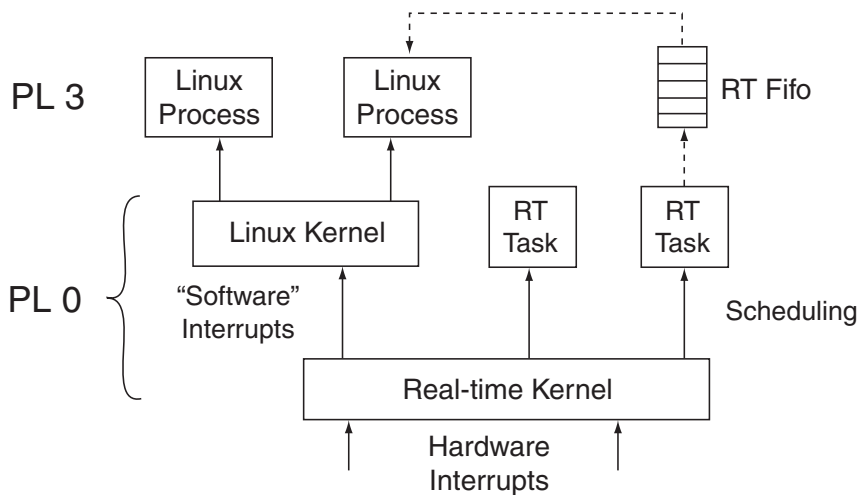 PL 3
Linux
Process
Linux
Process
RT Fifo
PL 0
Linux Kernel
RT
Task
RT
Task
“Software”
Interrupts
Scheduling
Real-time Kernel
Hardware
Interrupts